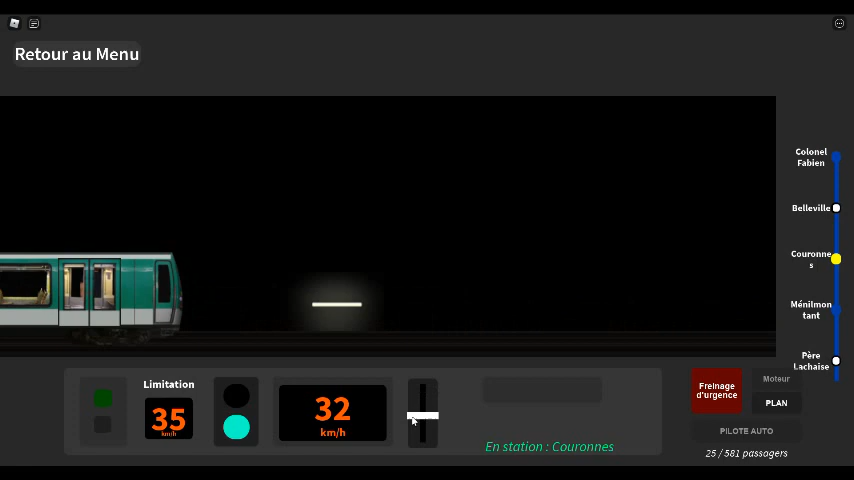 Retour au Menu
Colonel
Fabien
Belleville
Couronne
s
Ménilmon
tant
Père
Lachaise
Limitation
35
km/h
32
km/h
En station : Couronnes
Freinage
d'urgence
Moteur
PLAN
PILOTE AUTO
25 / 581 passagers